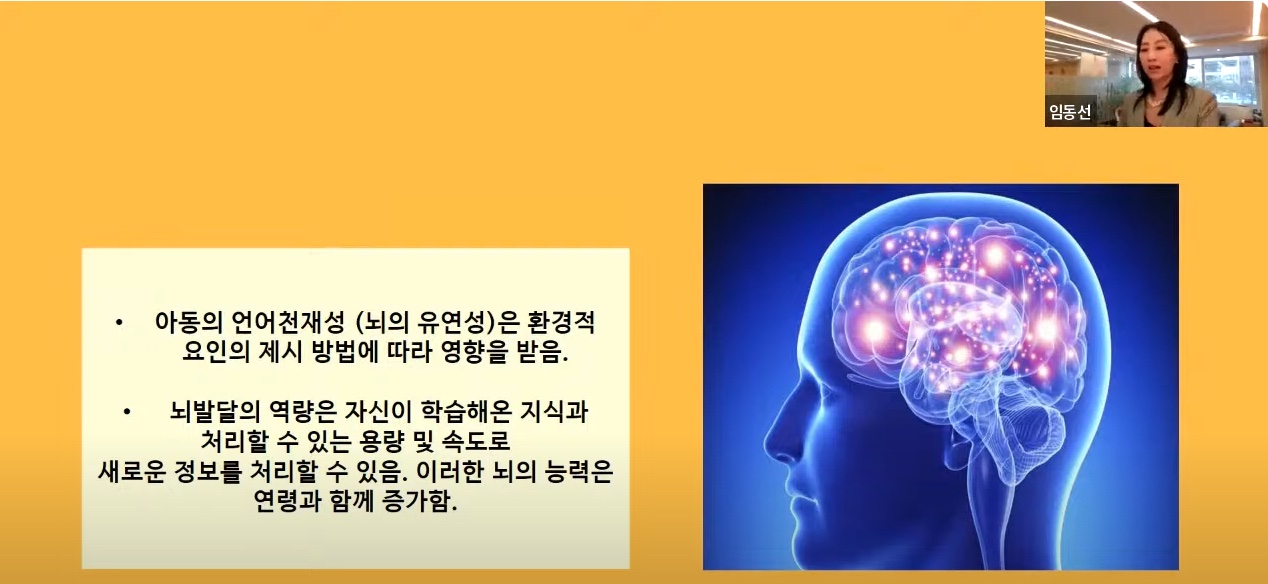 임동선
• 아동의 언어천재성 (뇌의 유연성)은 환경적
요인의 제시 방법에 따라 영향을 받음.
• 뇌발달의 역량은 자신이 학습해온 지식과
처리할 수 있는 용량 및 속도로
새로운 정보를 처리할 수 있음. 이러한 뇌의 능력은
연령과 함께 증가함.